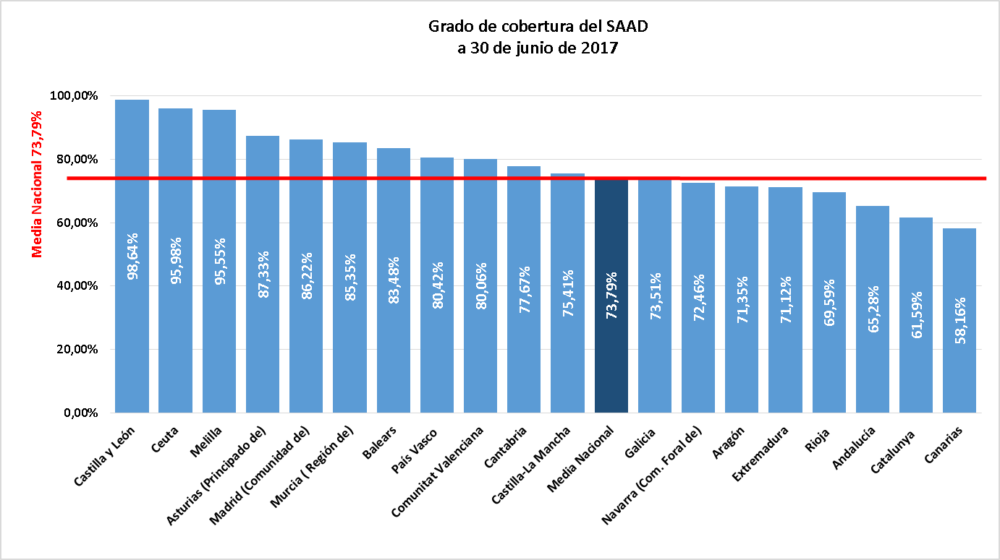 Grado de cobertura del SAAD
a 30 de junio de 2017
Media Nacional 73,79%
100,00%
80,00%
60,00%
40,00%
20,00%
0,00%
98,64%
95,98%
95,55%
87,33%
86,22%
85,35%
83,48%
80,42%
80,06%
77,67%
75,41%
73,79%
73,51%
72,46%
71,35%
71,12%
69,59%
65,28%
61,59%
58,16%
Castilla y León
Ceuta
Melilla
Asturias (Principado de)
Madrid (Comunidad de)
Murcia ( Región de)
Balears
País Vasco
Comunitat Valenciana
Cantabria
Castilla-La Mancha
Media Nacional
Galicia
Navarra (Com. Foral de)
Aragón
Extremadura
Rioja
Andalucía
Catalunya
Canarias